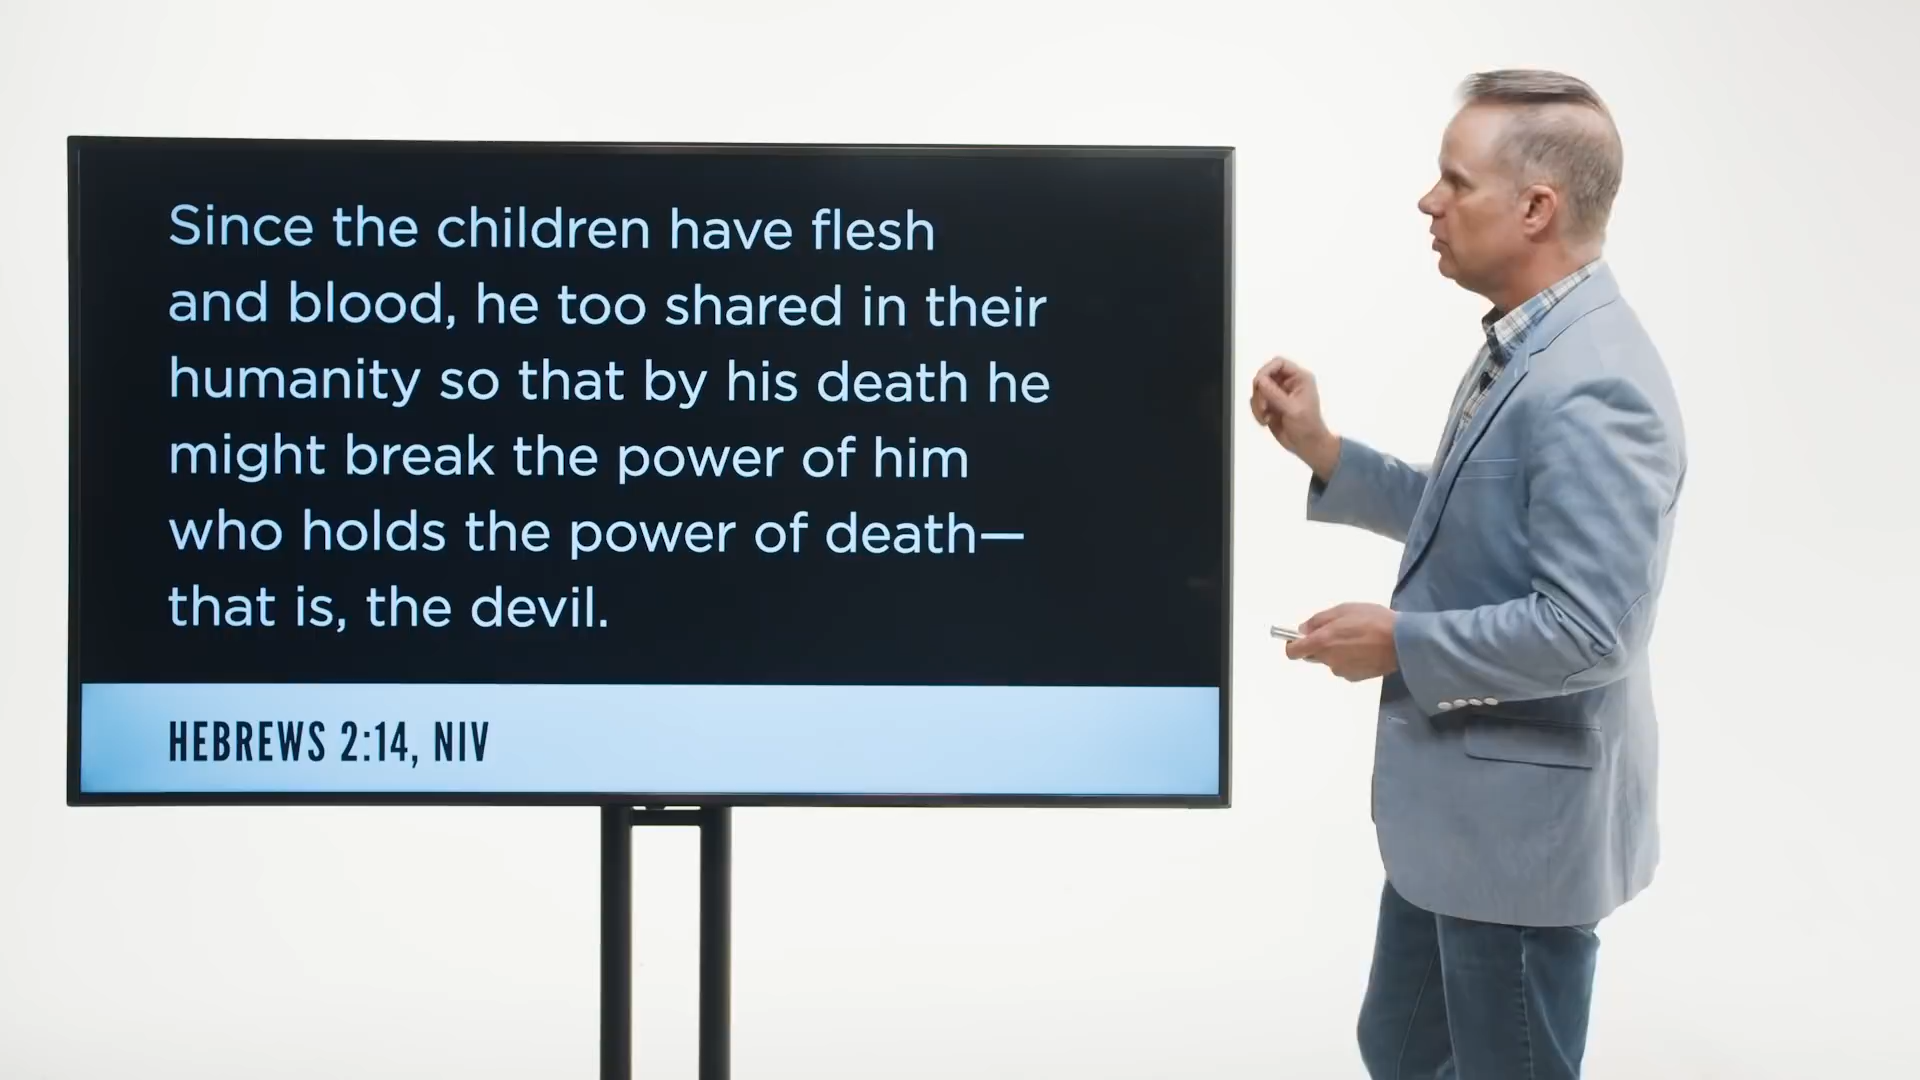 Since the children have flesh
and blood, he too shared in their
humanity so that by his death he
might break the power of him
who holds the power of death—
that is, the devil.
HEBREWS 2:14, NIV